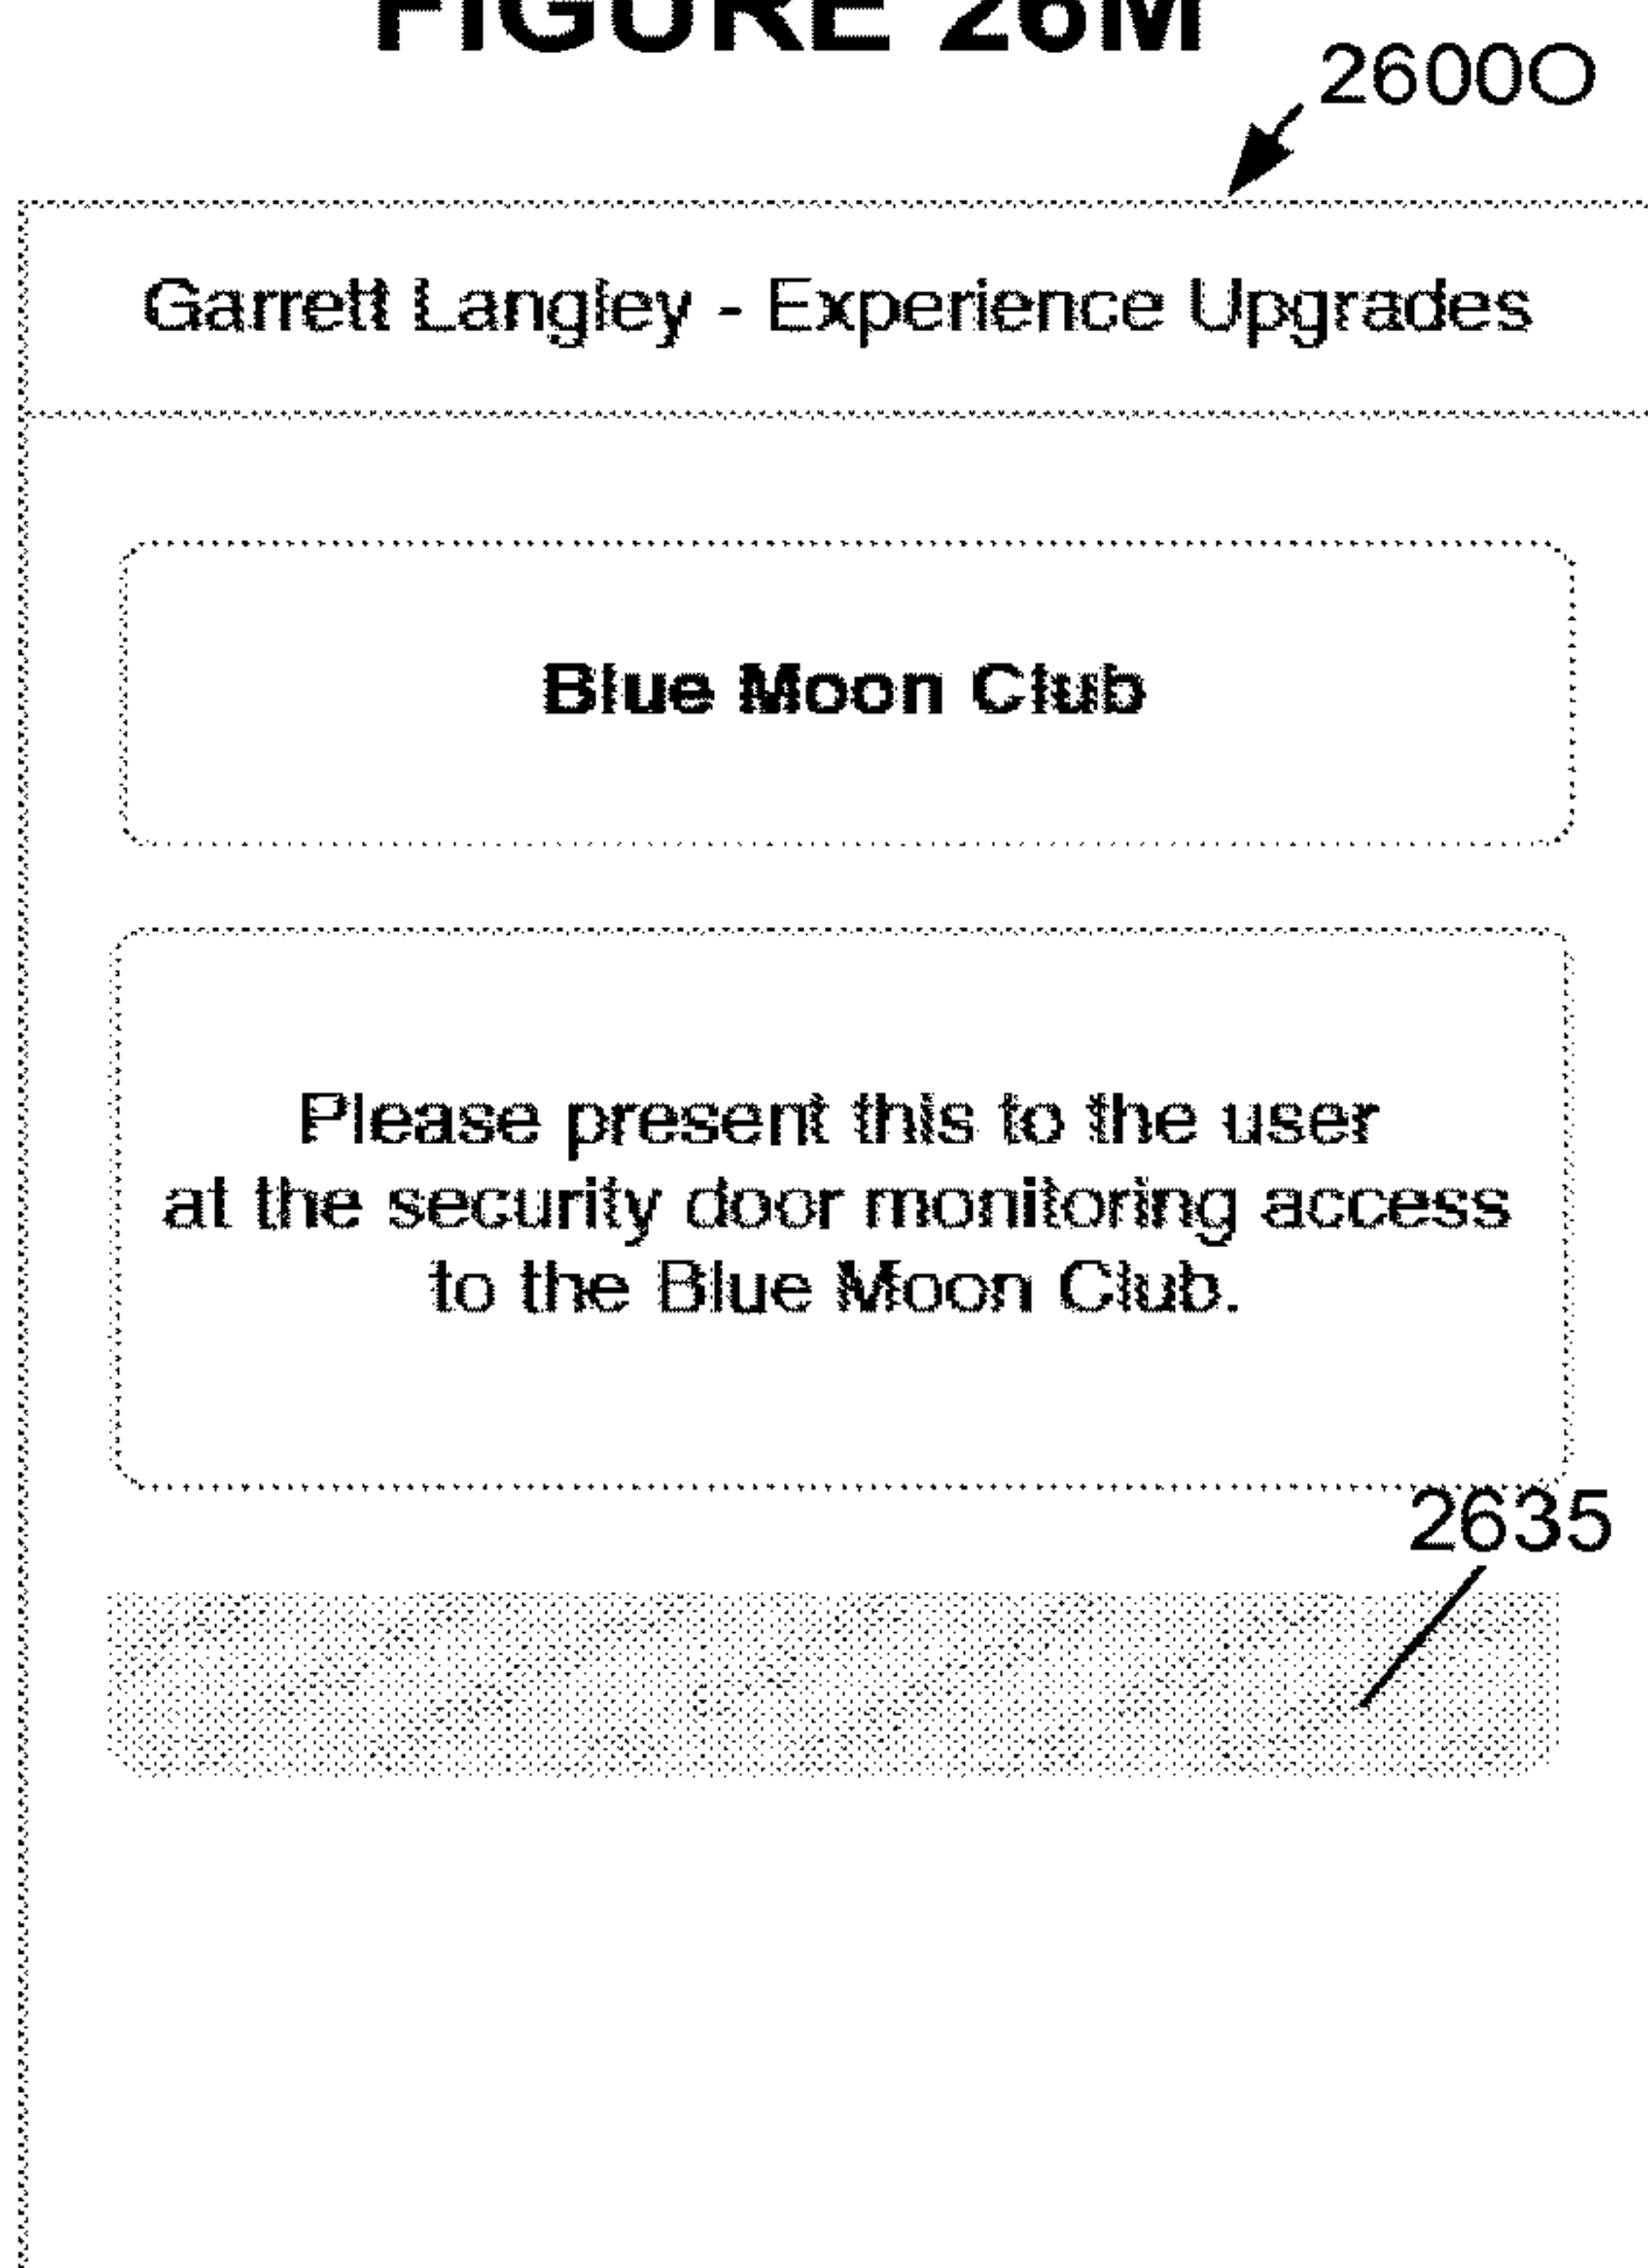 FIGURE 26M
2600O
Garrett Langley - Experience Upgrades
Blue Moon Club
Please present this to the user
at the security door monitoring access
to the Blue Moon Club.
2635